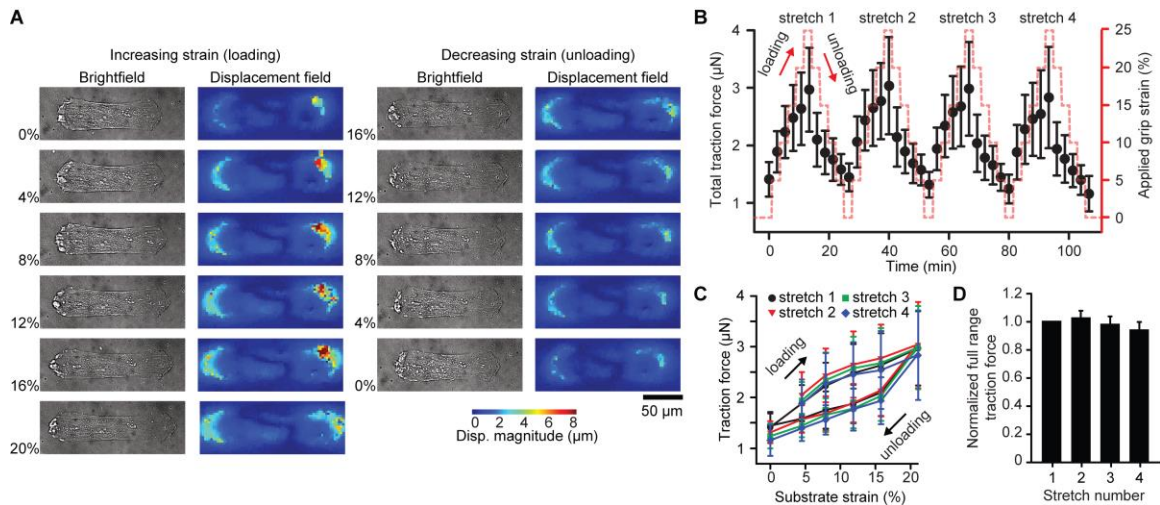 A
Increasing strain (loading)
Decreasing strain (unloading)
Brightfield
Displacement field
Brightfield
Displacement field
0%
4%
8%
12%
16%
20%
16%
12%
8%
4%
0%
50 µm
0 2 4 6 8
Disp. magnitude (µm)
B
stretch 1 stretch 2 stretch 3 stretch 4
loading
unloading
Total traction force (µN)
4
3
2
1
Applied grip strain (%)
25
20
15
10
5
0
0 20 40 60 80 100
Time (min)
C
stretch 1
stretch 2
stretch 3
stretch 4
loading
unloading
Traction force (µN)
4
3
2
1
0 5 10 15 20
Substrate strain (%)
D
Normalized full range
traction force
1.2
1.0
0.8
0.6
0.4
0.2
0
1 2 3 4
Stretch number